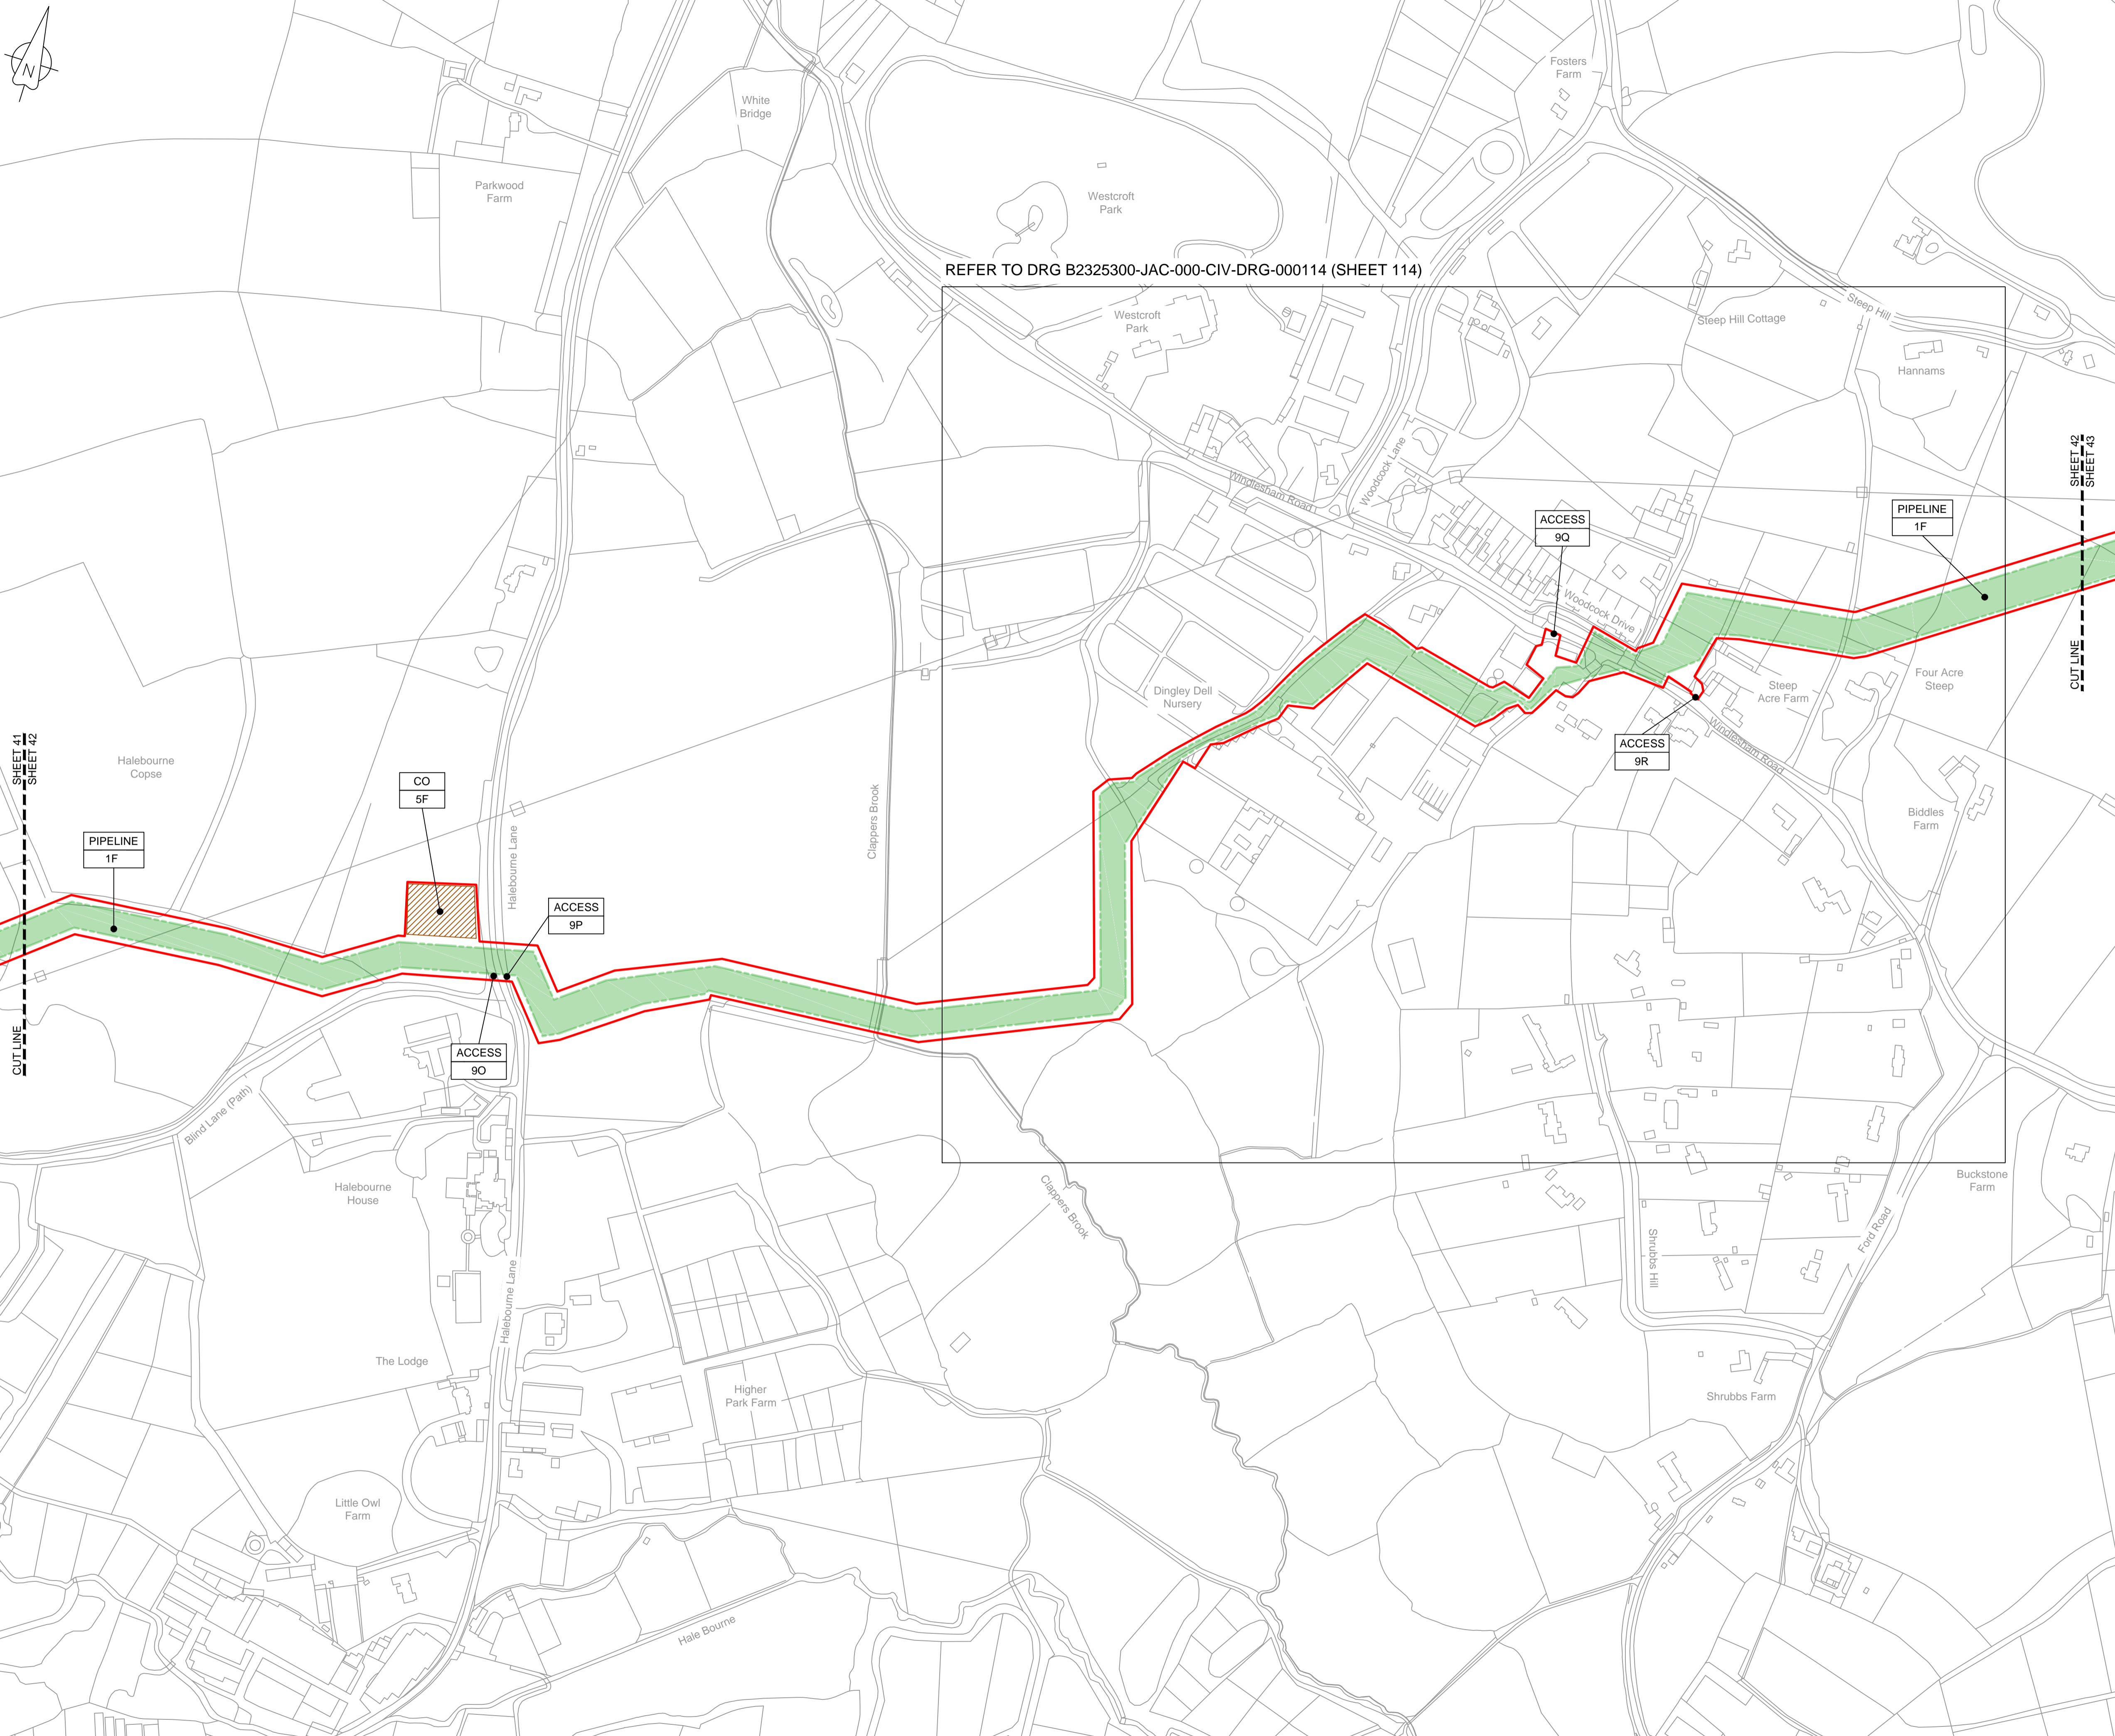 N
White
Bridge
Fosters
Farm
Parkwood
Farm
Westcroft
Park
REFER TO DRG B2325300-JAC-000-CIV-DRG-000114 (SHEET 114)
Westcroft
Park
Steep Hill
Steep Hill Cottage
Hannams
Woodcock Lane
Windlesham Road
SHEET 42
SHEET 43
CUT LINE
PIPELINE
1F
ACCESS
9Q
Woodcock Drive
Four Acre
Steep
Steep
Acre Farm
Dingley Dell
Nursery
Windlesham Road
ACCESS
9R
SHEET 41
SHEET 42
CUT LINE
Halebourne
Copse
CO
5F
Halebourne Lane
Clappers Brook
Biddles
Farm
PIPELINE
1F
ACCESS
9P
ACCESS
9O
Blind Lane (Path)
Halebourne
House
Clappers Brook
Buckstone
Farm
Ford Road
Shrubbs Hill
Halebourne Lane
The Lodge
Higher
Park Farm
Shrubbs Farm
Little Owl
Farm
Hale Bourne